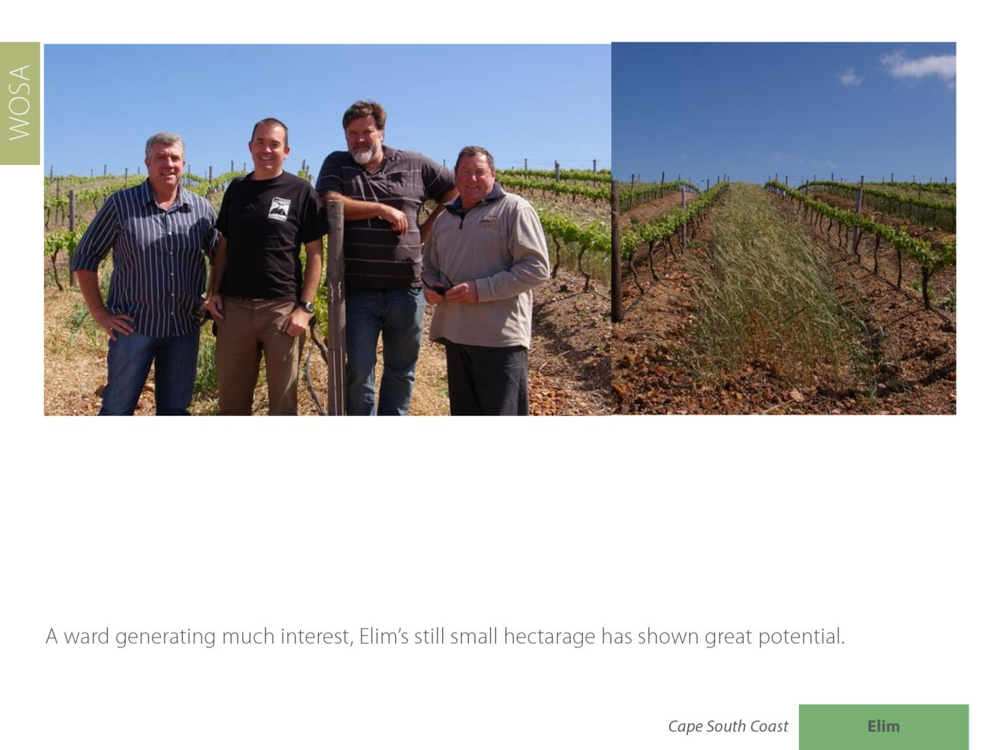 WOSA
A ward generating much interest, Elim’s still small hectarage has shown great potential.
Cape South Coast
Elim